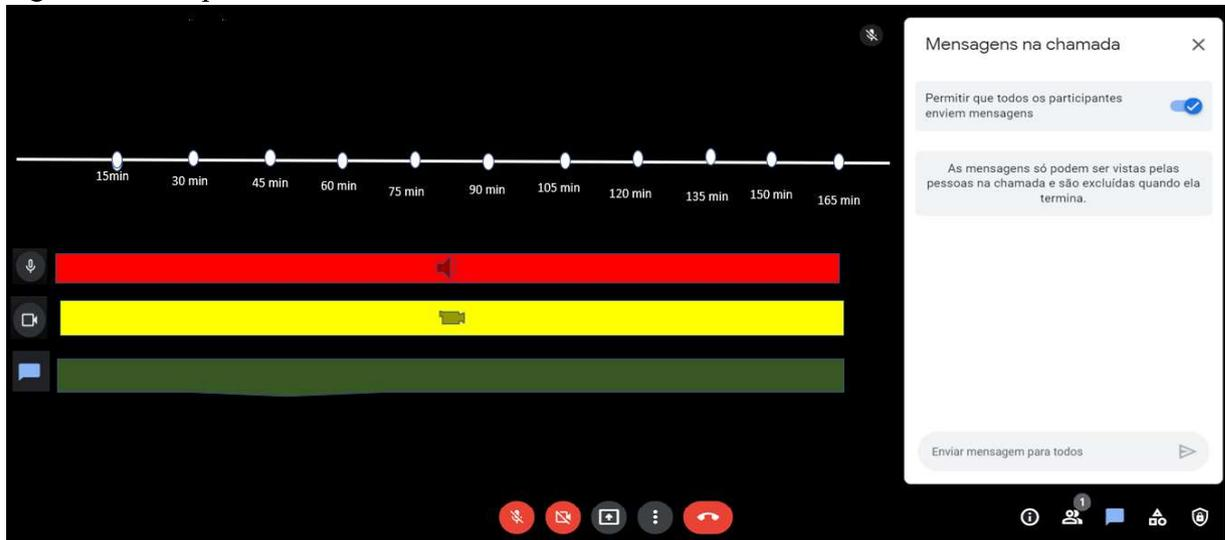 Mensagens na chamada
Permitir que todos os participantes
enviem mensagens
As mensagens só podem ser vistas pelas
pessoas na chamada e são excluídas quando ela
termina.
15min
30 min
45 min
60 min
75 min
90 min
105 min
120 min
135 min
150 min
165 min
Enviar mensagem para todos
1